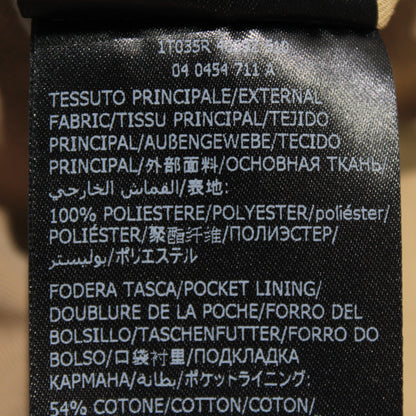 1T035R
04 0454 711 A
TESSUTO PRINCIPALE/EXTERNAL
FABRIC/TISSU PRINCIPAL/TEJIDO
PRINCIPAL/AUßENGEWEBE/TECIDO
PRINCIPAL/外部面料/ОСНОВНАЯ ТКАНЬ/
القماش الخارجي/表地:
100% POLIESTERE/POLYESTER/poliéster/
POLIÉSTER/聚酯纤维/ПОЛИЭСТЕР/
بوليستر/ポリエステル
FODERA TASCA/POCKET LINING/
DOUBLURE DE LA POCHE/FORRO DEL
BOLSILLO/TASCHENFUTTER/FORRO DO
BOLSO/口袋衬里/ПОДКЛАДКА
КАРМАНА/بطانة/ポケットライニング:
54% COTONE/COTTON/COTON/